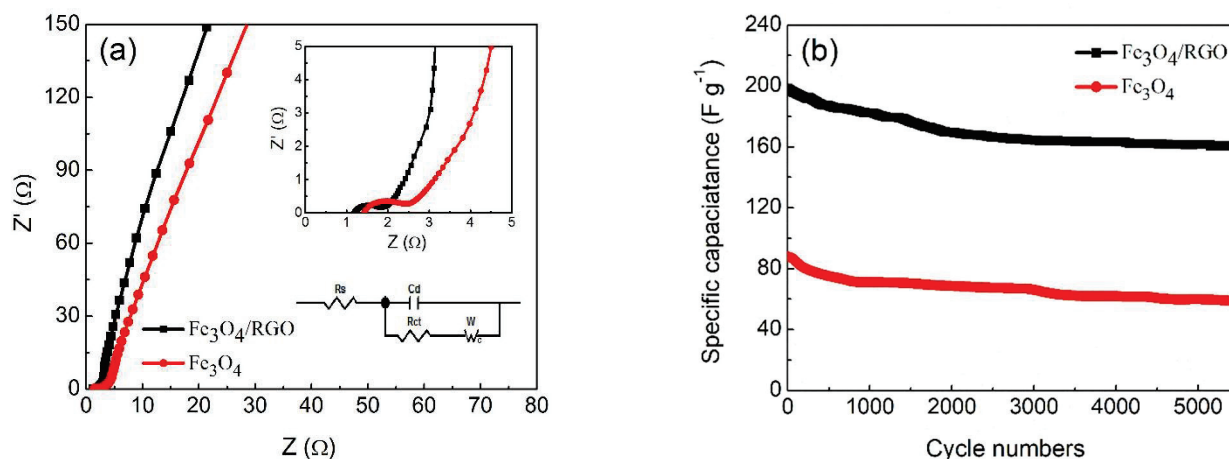 (a)
150
120
90
60
30
0
Z' (Ω)
0 10 20 30 40 50 60 70 80
Z (Ω)
Fe3O4/RGO
Fe3O4
5
4
3
2
1
0
Z' (Ω)
0 1 2 3 4 5
Z (Ω)
Rs
Cd
Rct
W
c
(b)
240
200
160
120
80
40
0
Specific capaciatance (F g-1)
0 1000 2000 3000 4000 5000
Cycle numbers
Fe3O4/RGO
Fe3O4